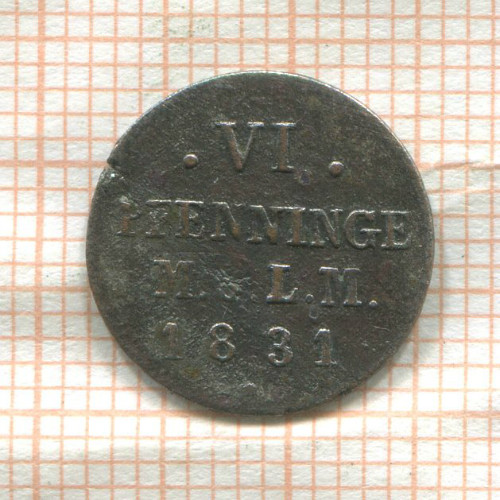 . VI .
PFENNINGE
M. v. L. M.
1831